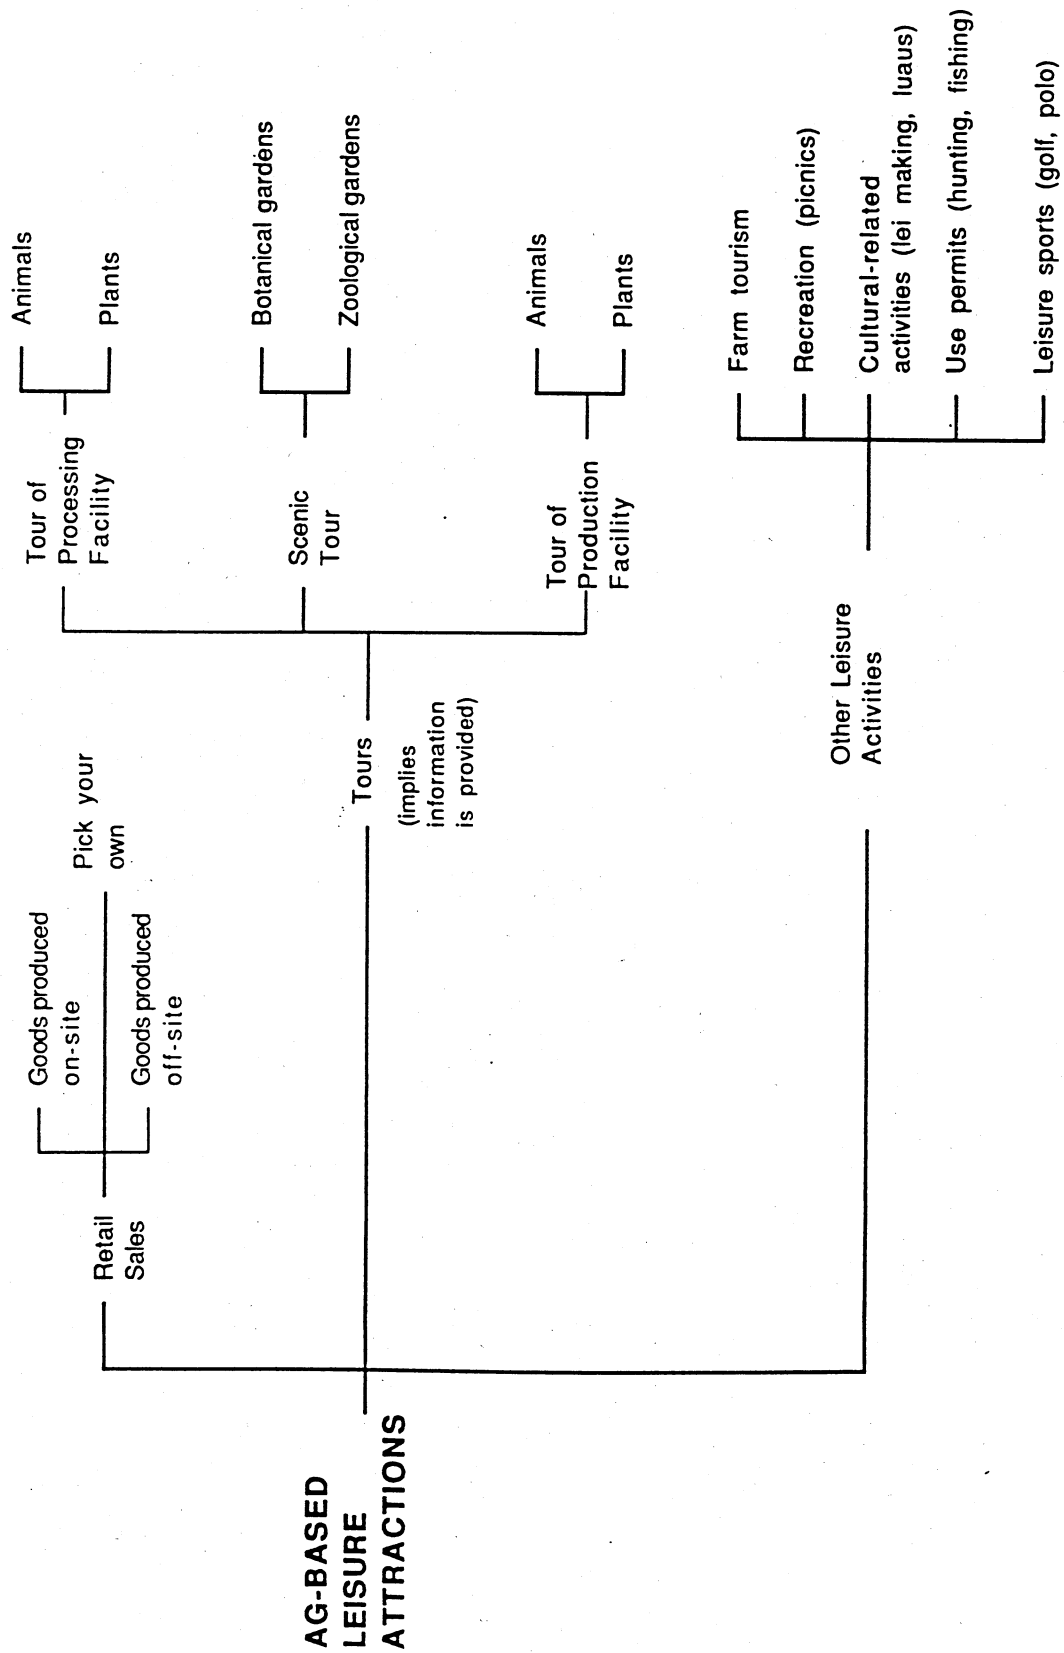 AG-BASED
LEISURE
ATTRACTIONS
Retail
Sales
Goods produced
on-site
Pick your
own
Goods produced
off-site
Tours
(implies
information
is provided)
Tour of
Processing
Facility
Animals
Plants
Scenic
Tour
Botanical gardens
Zoological gardens
Tour of
Production
Facility
Animals
Plants
Other Leisure
Activities
Farm tourism
Recreation (picnics)
Cultural-related
activities (lei making, luaus)
Use permits (hunting, fishing)
Leisure sports (golf, polo)